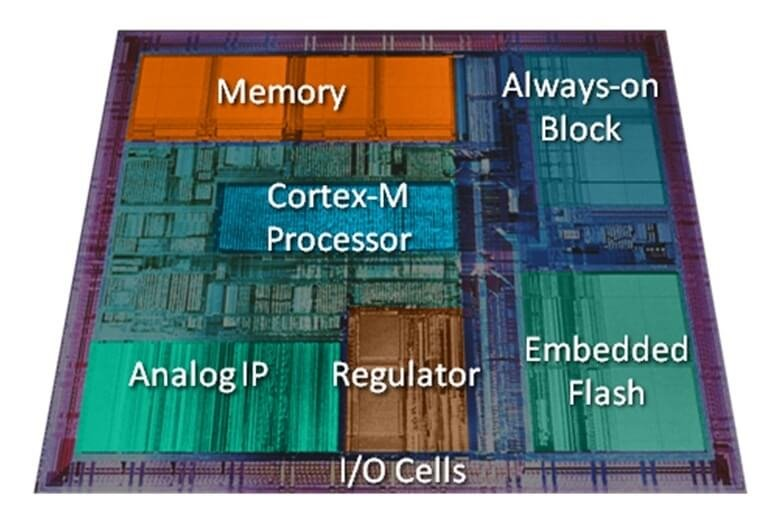 Memory
Always-on
Block
Cortex-M
Processor
Analog IP
Regulator
Embedded
Flash
I/O Cells